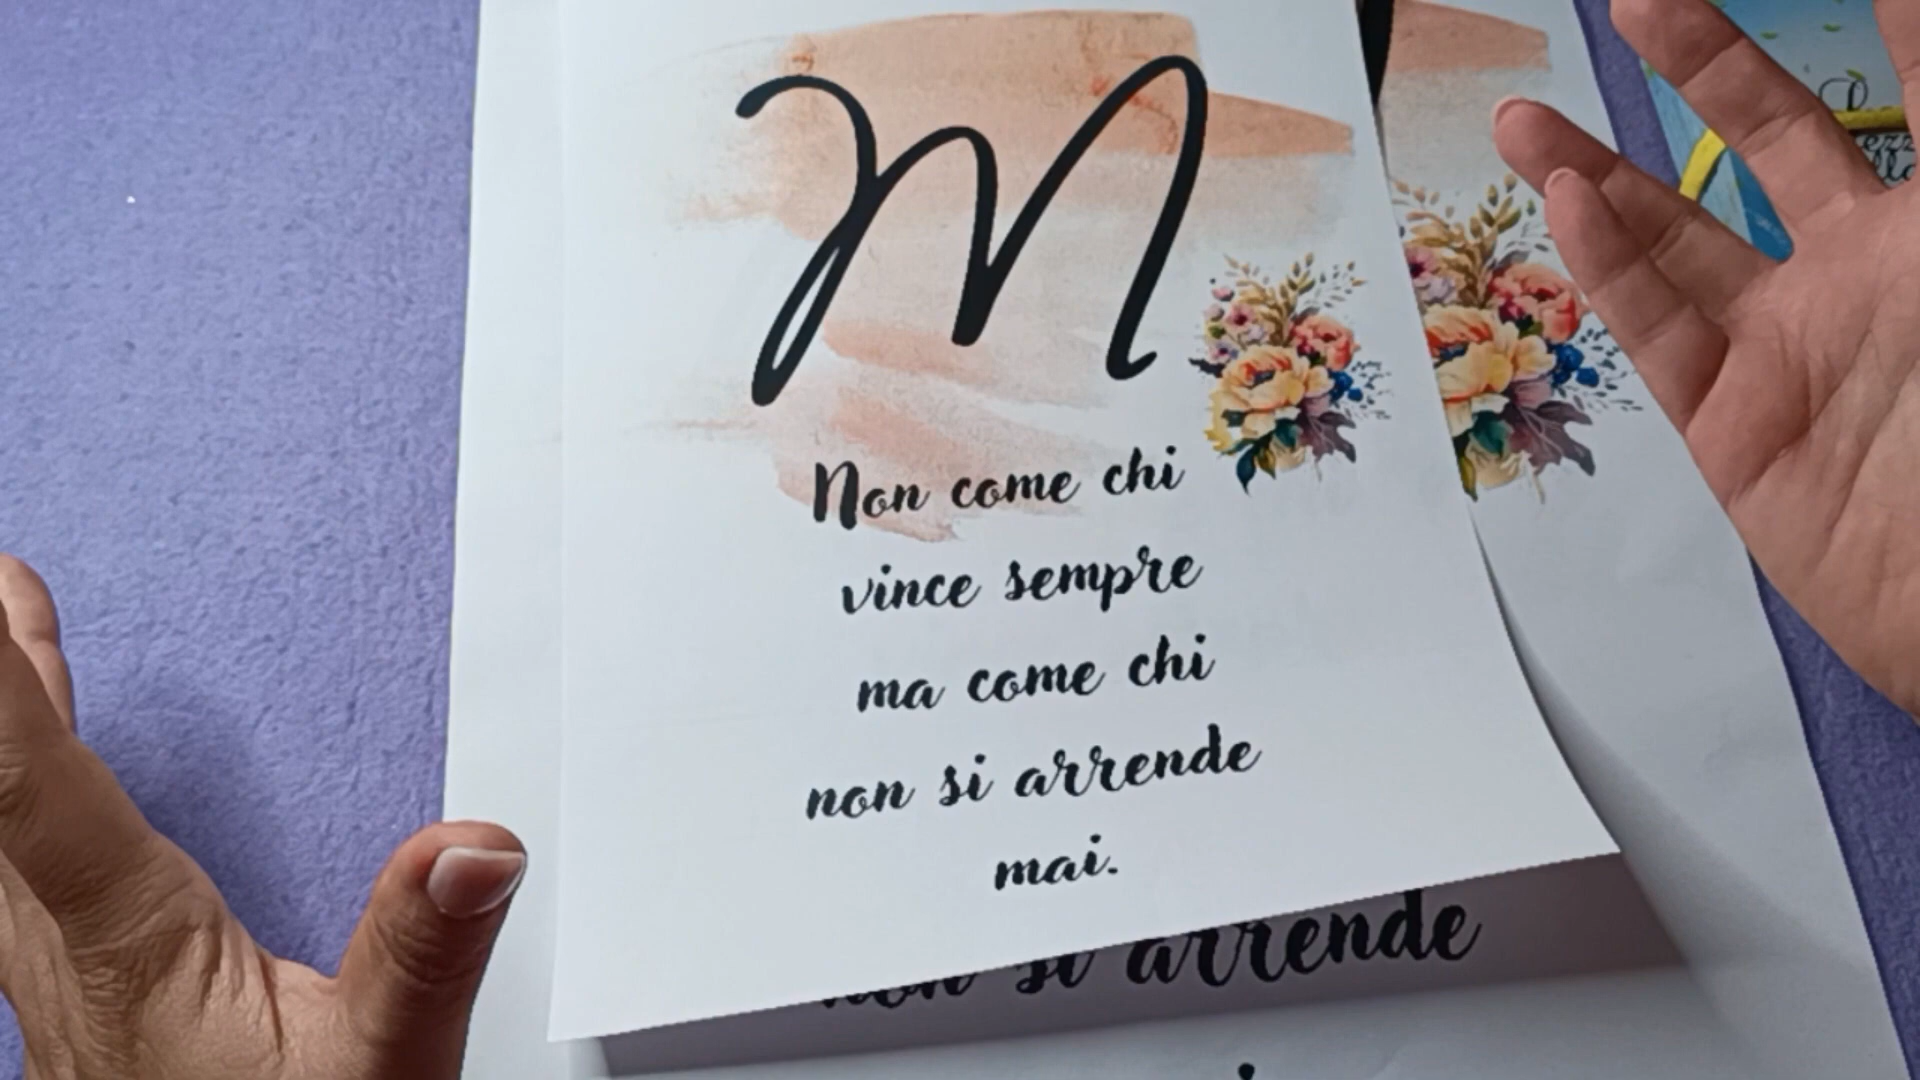 M
Non come chi
vince sempre
ma come chi
non si arrende
mai.
non si arrende